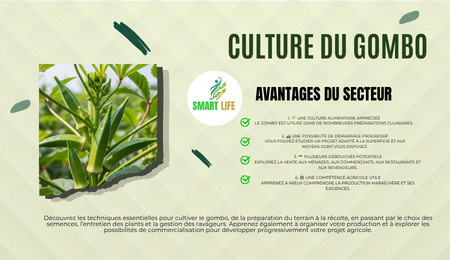 CULTURE DU GOMBO
SMART LIFE
AVANTAGES DU SECTEUR
1. 🌱 UNE CULTURE ALIMENTAIRE APPRÉCIÉE
LE GOMBO EST UTILISÉ DANS DE NOMBREUSES PRÉPARATIONS CULINAIRES.
2. 🚜 UNE POSSIBILITÉ DE DÉMARRAGE PROGRESSIF
VOUS POUVEZ ÉTUDIER UN PROJET ADAPTÉ À LA SUPERFICIE ET AUX
MOYENS DONT VOUS DISPOSEZ.
3. PLUSIEURS DÉBOUCHÉS POTENTIELS
EXPLOREZ LA VENTE AUX MÉNAGES, AUX COMMERÇANTS, AUX RESTAURANTS ET
AUX REVENDEURS.
4. UNE COMPÉTENCE AGRICOLE UTILE
APPRENEZ À MIEUX COMPRENDRE LA PRODUCTION MARAÎCHÈRE ET SES
EXIGENCES.
Découvrez les techniques essentielles pour cultiver le gombo, de la préparation du terrain à la récolte, en passant par le choix des
semences, l'entretien des plants et la gestion des ravageurs. Apprenez également à organiser votre production et à explorer les
possibilités de commercialisation pour développer progressivement votre projet agricole.